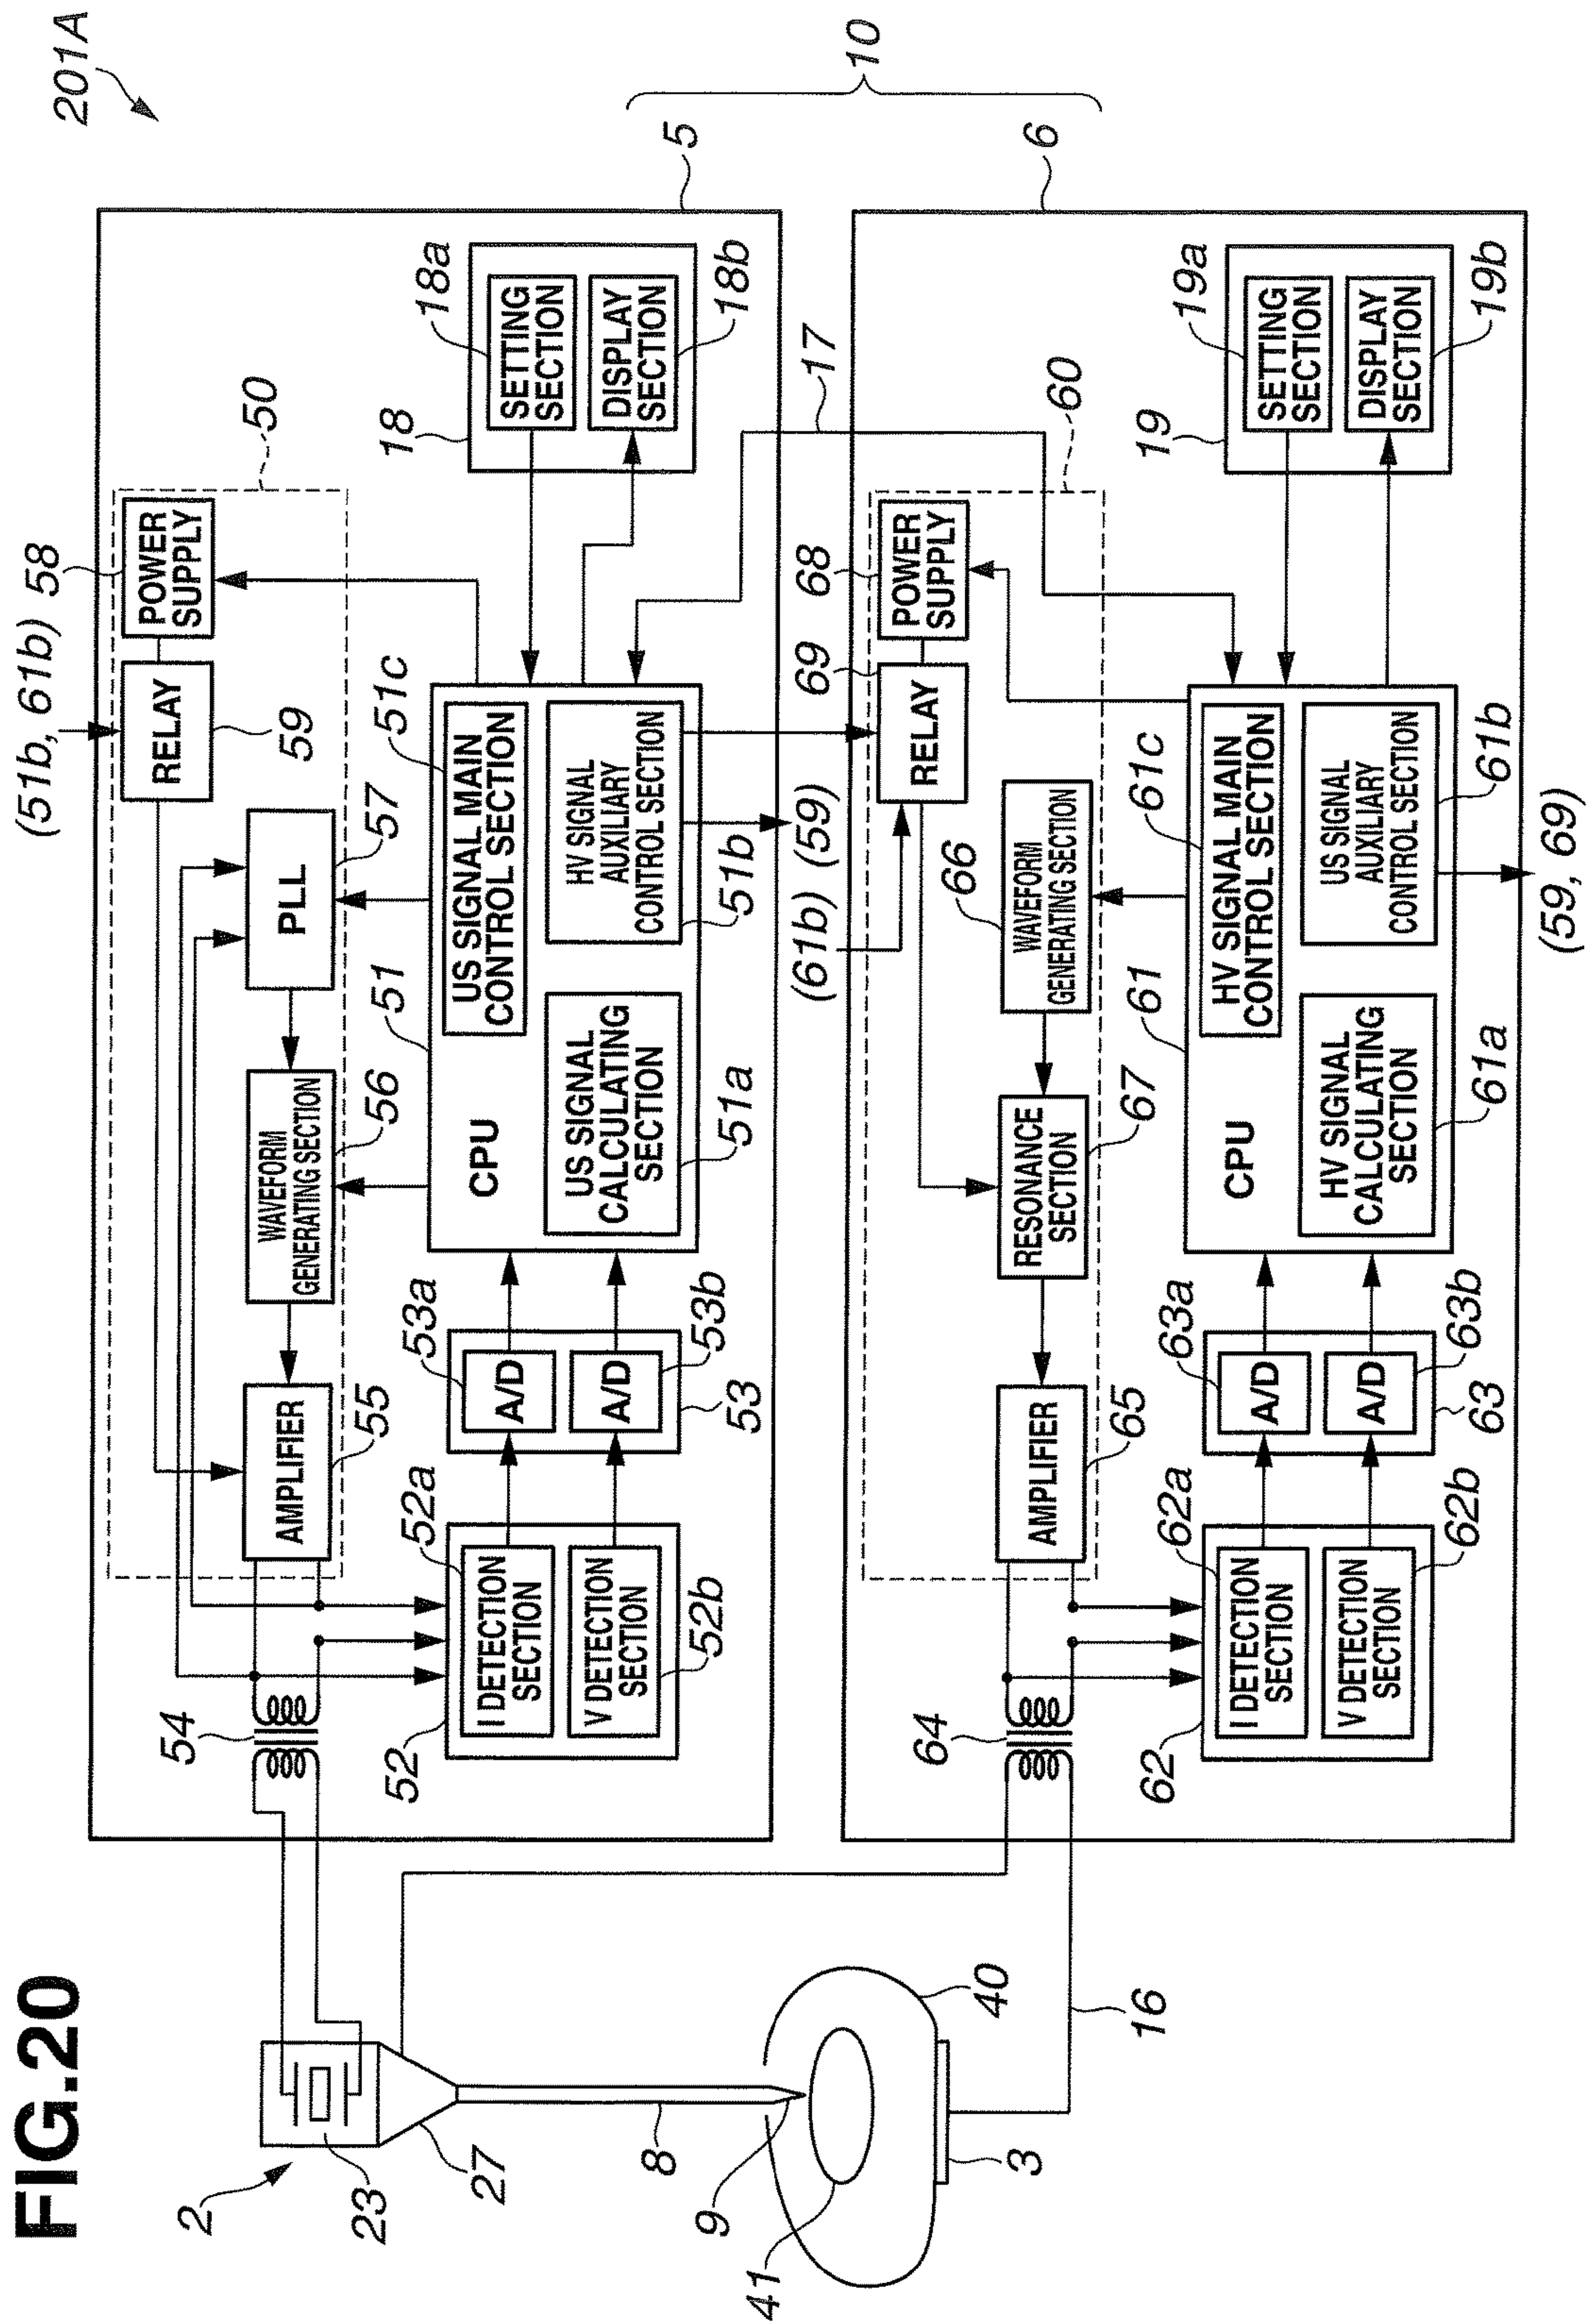 FIG.20
201A
10
5
6
2
23
27
8
9
41
40
3
16
17
(51b, 61b)
58
50
POWER
SUPPLY
RELAY
59
PLL
57
WAVEFORM
GENERATING SECTION
56
AMPLIFIER
55
54
18
18a
SETTING
SECTION
DISPLAY
SECTION
18b
51
CPU
51c
US SIGNAL MAIN
CONTROL SECTION
HV SIGNAL
AUXILIARY
CONTROL SECTION
51b
(59)
US SIGNAL
CALCULATING
SECTION
51a
53a
A/D
A/D
53b
53
52a
I DETECTION
SECTION
V DETECTION
SECTION
52b
52
68
60
POWER
SUPPLY
69
RELAY
(61b)
66
WAVEFORM
GENERATING SECTION
RESONANCE
SECTION
67
AMPLIFIER
65
64
19
19a
SETTING
SECTION
DISPLAY
SECTION
19b
61
CPU
61c
HV SIGNAL MAIN
CONTROL SECTION
US SIGNAL
AUXILIARY
CONTROL SECTION
61b
(59, 69)
HV SIGNAL
CALCULATING
SECTION
61a
63a
A/D
A/D
63b
63
62a
I DETECTION
SECTION
V DETECTION
SECTION
62b
62